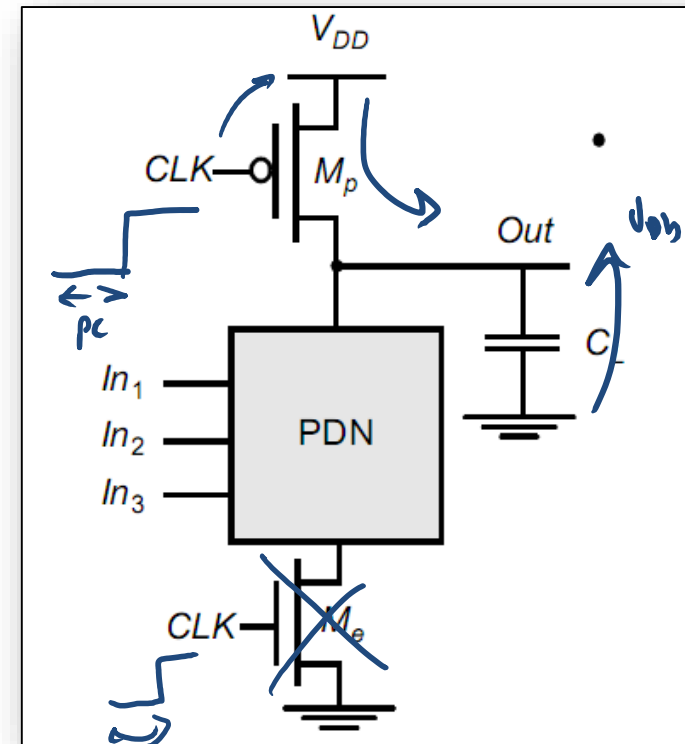 VDD
CLK
Mp
VDD
Out
pc
CL
In1
In2
PDN
In3
CLK
Me